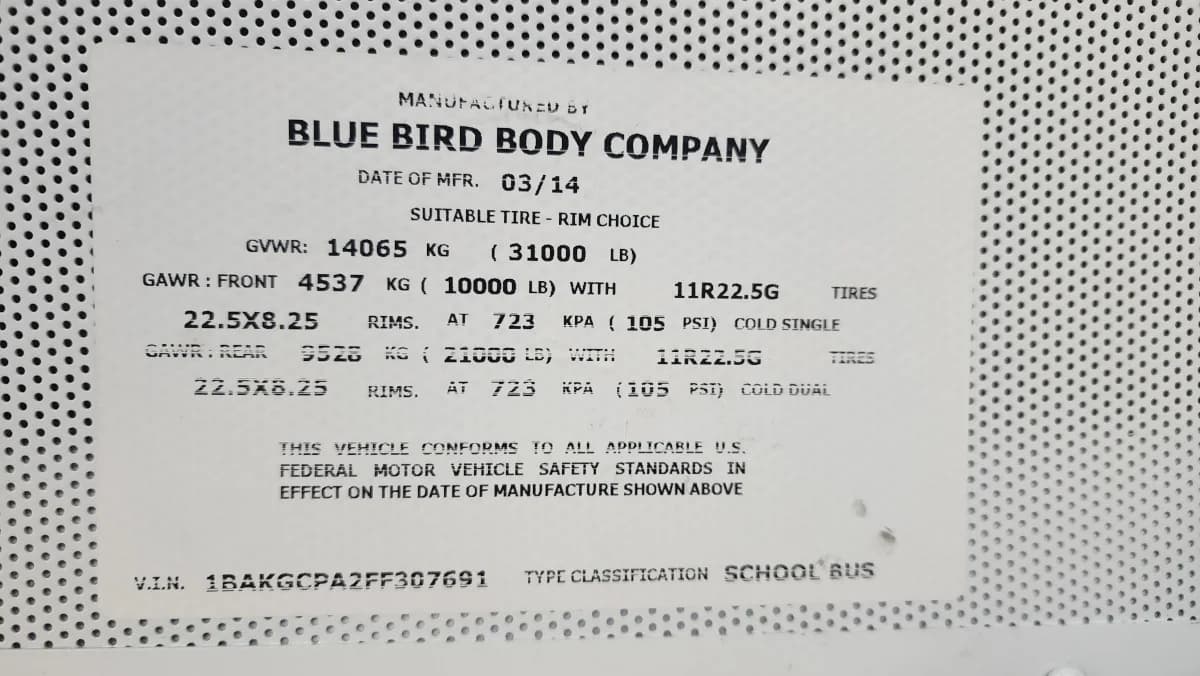 MANUFACTURED BY
BLUE BIRD BODY COMPANY
DATE OF MFR. 03/14
SUITABLE TIRE - RIM CHOICE
GVWR: 14065 KG ( 31000 LB)
GAWR : FRONT 4537 KG ( 10000 LB) WITH 11R22.5G TIRES
22.5X8.25 RIMS. AT 723 KPA ( 105 PSI) COLD SINGLE
GAWR : REAR 9528 KG ( 21000 LB) WITH 11R22.5G TIRES
22.5X8.25 RIMS. AT 723 KPA (105 PSI) COLD DUAL
THIS VEHICLE CONFORMS TO ALL APPLICABLE U.S.
FEDERAL MOTOR VEHICLE SAFETY STANDARDS IN
EFFECT ON THE DATE OF MANUFACTURE SHOWN ABOVE
V.I.N. 1BAKGCPA2FF307691 TYPE CLASSIFICATION SCHOOL BUS